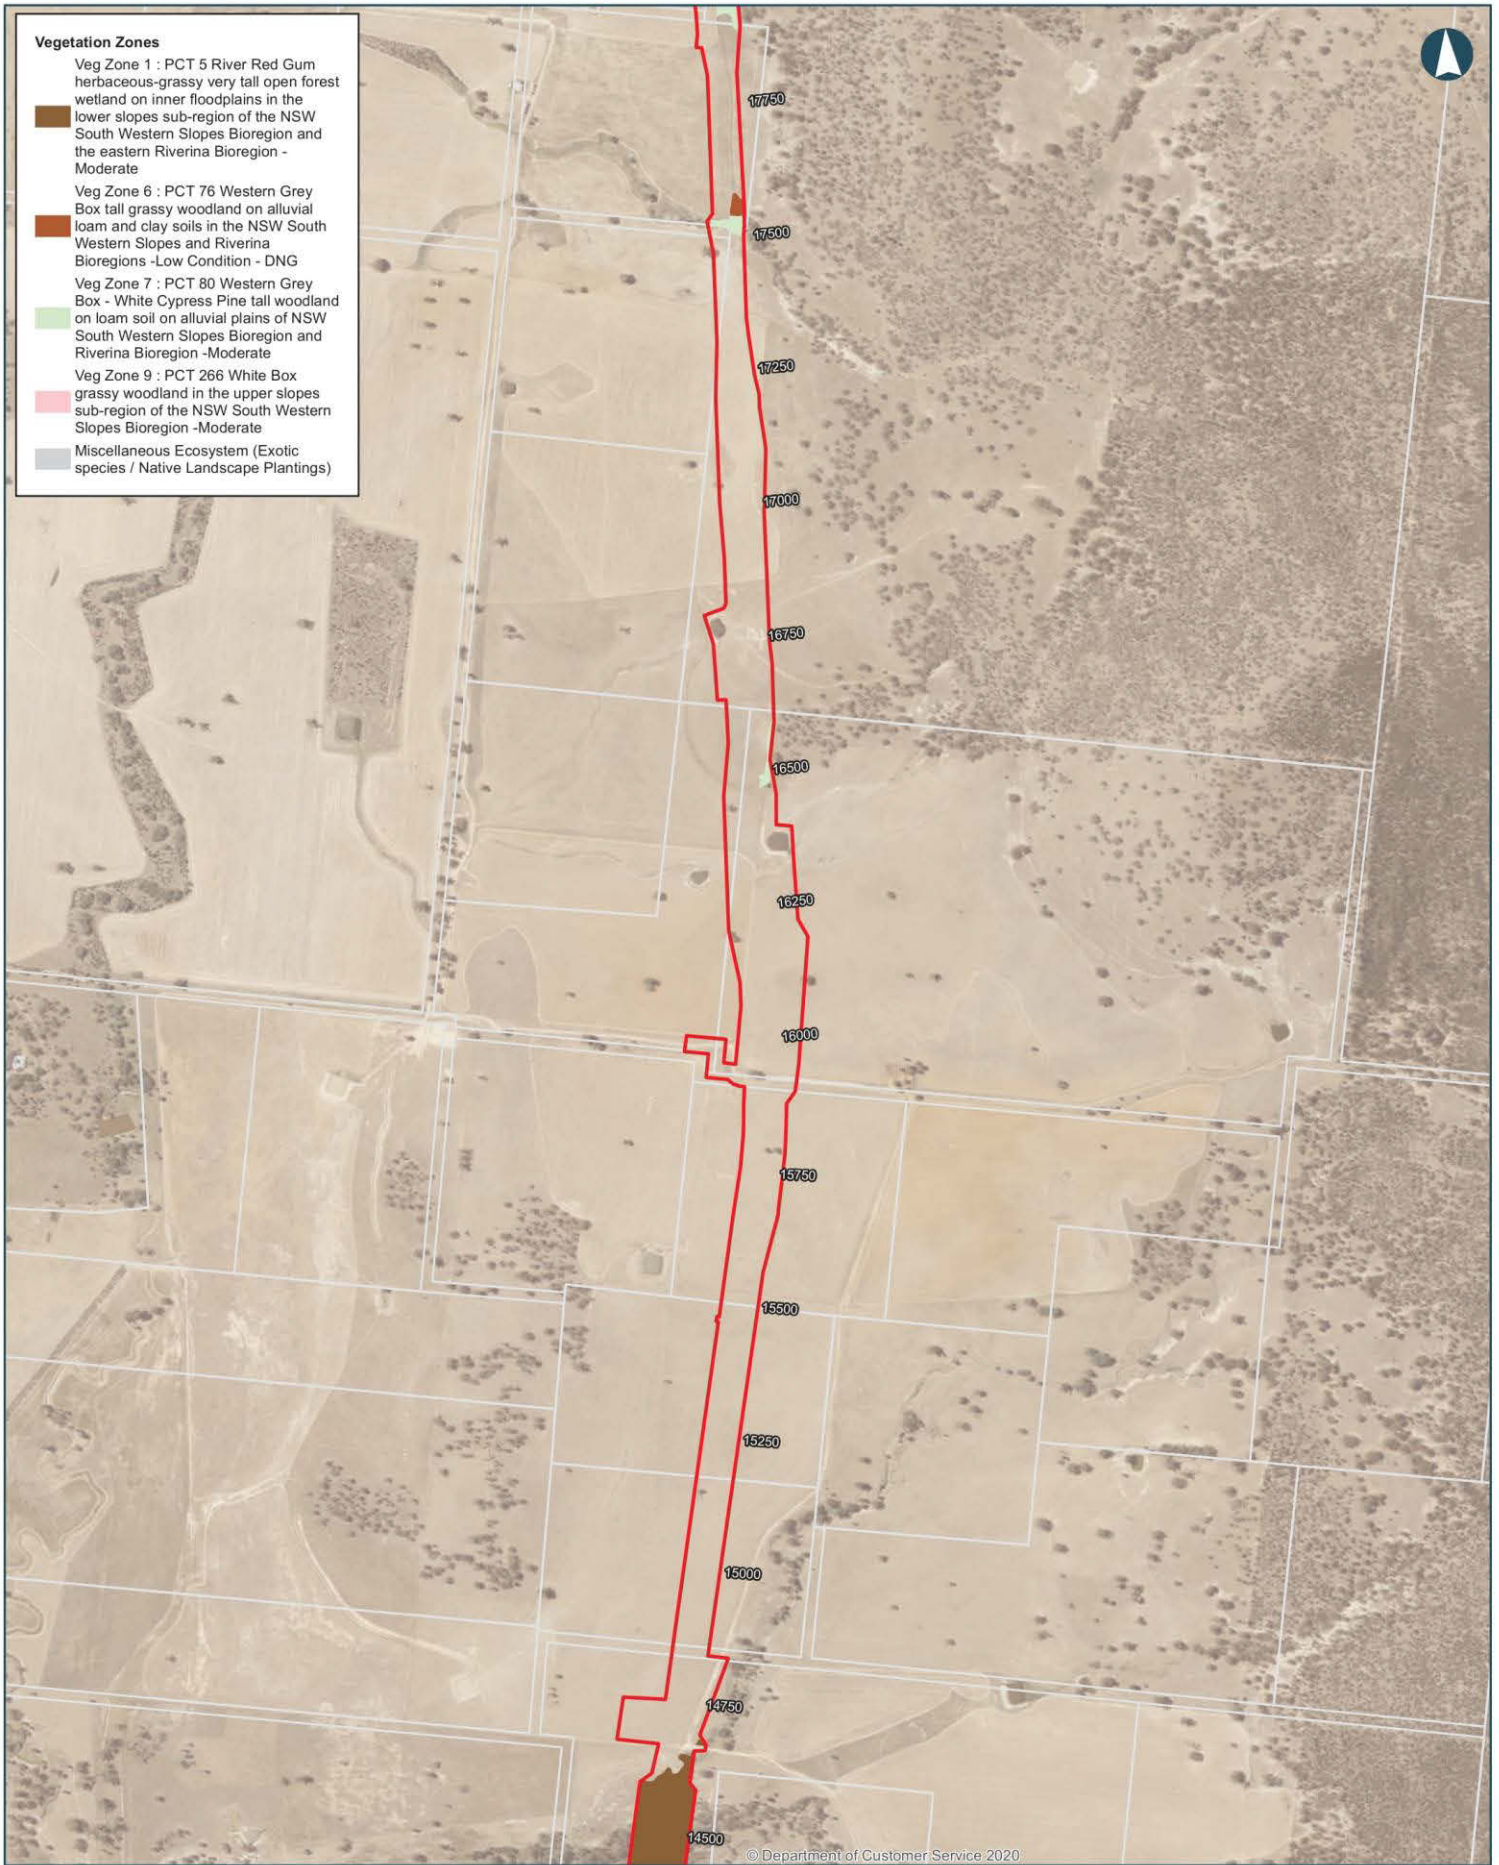 Vegetation Zones
Veg Zone 1 : PCT 5 River Red Gum
herbaceous-grassy very tall open forest
wetland on inner floodplains in the
lower slopes sub-region of the NSW
South Western Slopes Bioregion and
the eastern Riverina Bioregion -
Moderate
Veg Zone 6 : PCT 76 Western Grey
Box tall grassy woodland on alluvial
loam and clay soils in the NSW South
Western Slopes and Riverina
Bioregions -Low Condition - DNG
Veg Zone 7 : PCT 80 Western Grey
Box - White Cypress Pine tall woodland
on loam soil on alluvial plains of NSW
South Western Slopes Bioregion and
Riverina Bioregion -Moderate
Veg Zone 9 : PCT 266 White Box
grassy woodland in the upper slopes
sub-region of the NSW South Western
Slopes Bioregion -Moderate
Miscellaneous Ecosystem (Exotic
species / Native Landscape Plantings)
17750
17500
17250
17000
16750
16500
16250
16000
15750
15500
15250
15000
14750
14500
© Department of Customer Service 2020